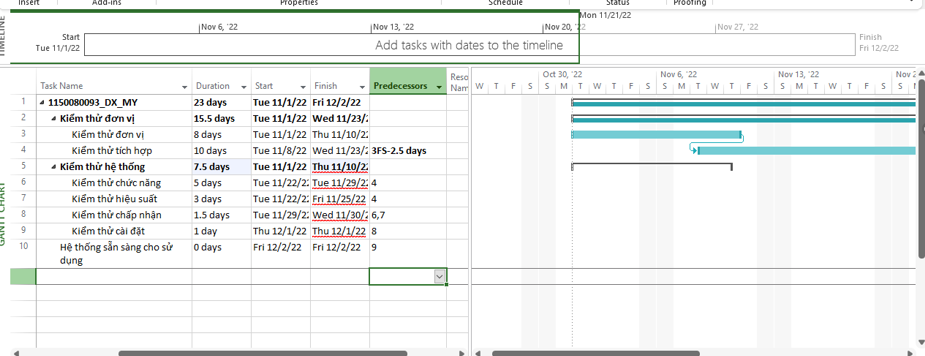 Insert Add-ins Properties Schedule Status Proofing
Mon 11/21/22
TIMELINE
Nov 6, '22 Nov 13, '22 Nov 20, '22 Nov 27, '22
Start
Tue 11/1/22
Add tasks with dates to the timeline
Finish
Fri 12/2/22
Task Name Duration Start Finish Predecessors Reso
Nam
Oct 30, '22 Nov 6, '22 Nov 13, '22 Nov 2
W T F S S M T W T F S S M T W T F S S M T W T F S S
1 1150080093_DX_MY 23 days Tue 11/1/22 Fri 12/2/22
2 Kiểm thử đơn vị 15.5 days Tue 11/1/22 Wed 11/23/2
3 Kiểm thử đơn vị 8 days Tue 11/1/22 Thu 11/10/22
4 Kiểm thử tích hợp 10 days Tue 11/8/22 Wed 11/23/2 3FS-2.5 days
5 Kiểm thử hệ thống 7.5 days Tue 11/1/22 Thu 11/10/22
6 Kiểm thử chức năng 5 days Tue 11/22/22 Tue 11/29/22 4
7 Kiểm thử hiệu suất 3 days Tue 11/22/22 Fri 11/25/22 4
8 Kiểm thử chấp nhận 1.5 days Tue 11/29/22 Wed 11/30/2 6,7
9 Kiểm thử cài đặt 1 day Thu 12/1/22 Thu 12/1/22 8
10 Hệ thống sẵn sàng cho sử
dụng 0 days Fri 12/2/22 Fri 12/2/22 9
GANTT CHART